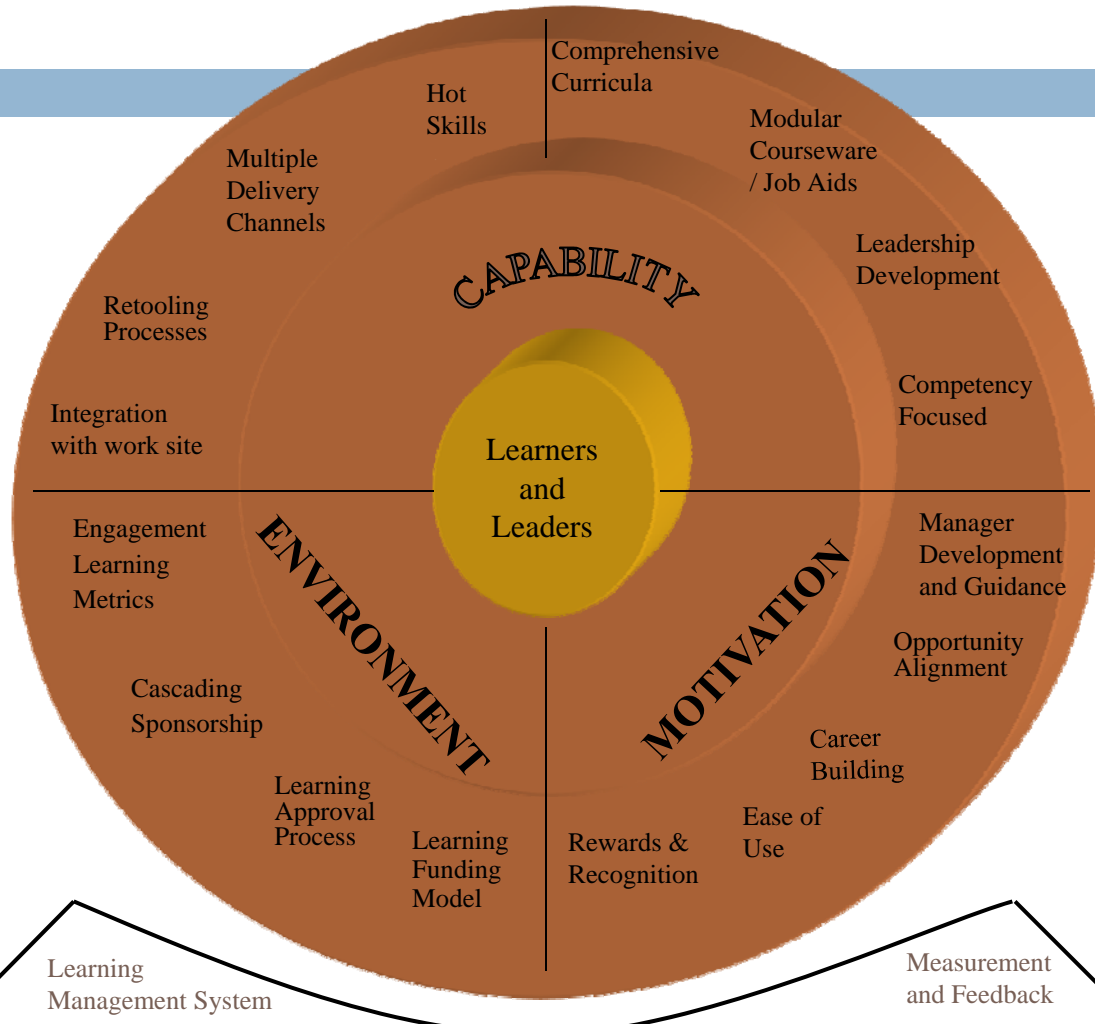 Comprehensive
Curricula
Hot
Skills
Modular
Courseware
/ Job Aids
Multiple
Delivery
Channels
Leadership
Development
CAPABILITY
Retooling
Processes
Competency
Focused
Integration
with work site
Learners
and
Leaders
Engagement
Learning
Metrics
ENVIRONMENT
MOTIVATION
Manager
Development
and Guidance
Opportunity
Alignment
Cascading
Sponsorship
Career
Building
Learning
Approval
Process
Learning
Funding
Model
Rewards &
Recognition
Ease of
Use
Learning
Management System
Measurement
and Feedback